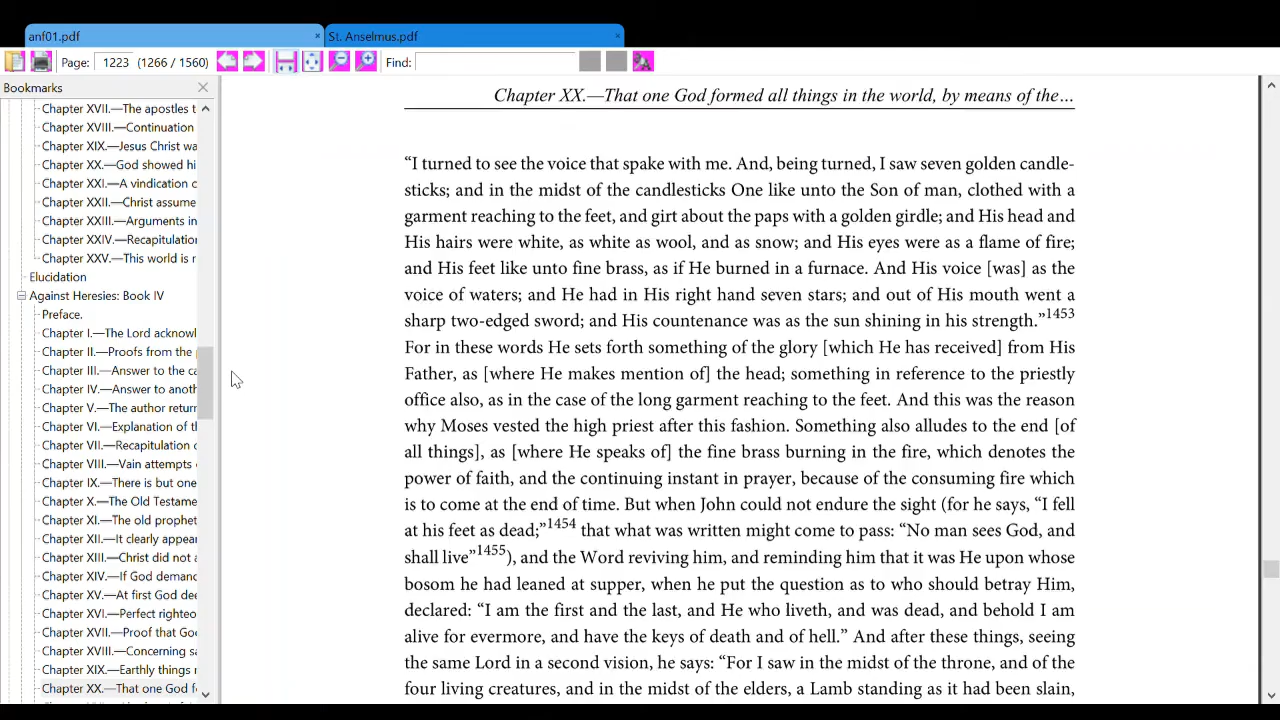 anf01.pdf × St. Anselmus.pdf ×
Page: 1223 (1266 / 1560) Find:
Bookmarks
Chapter XVII.—The apostles t
Chapter XVIII.—Continuation
Chapter XIX.—Jesus Christ wa
Chapter XX.—God showed hi
Chapter XXI.—A vindication o
Chapter XXII.—Christ assume
Chapter XXIII.—Arguments in
Chapter XXIV.—Recapitulation
Chapter XXV.—This world is r
Elucidation
Against Heresies: Book IV
Preface.
Chapter I.—The Lord acknowl
Chapter II.—Proofs from the
Chapter III.—Answer to the ca
Chapter IV.—Answer to anoth
Chapter V.—The author return
Chapter VI.—Explanation of th
Chapter VII.—Recapitulation o
Chapter VIII.—Vain attempts
Chapter IX.—There is but one
Chapter X.—The Old Testame
Chapter XI.—The old prophet
Chapter XII.—It clearly appear
Chapter XIII.—Christ did not a
Chapter XIV.—If God demand
Chapter XV.—At first God dee
Chapter XVI.—Perfect righteo
Chapter XVII.—Proof that God
Chapter XVIII.—Concerning sa
Chapter XIX.—Earthly things r
Chapter XX.—That one God f
Chapter XX.—That one God formed all things in the world, by means of the…
“I turned to see the voice that spake with me. And, being turned, I saw seven golden candle-
sticks; and in the midst of the candlesticks One like unto the Son of man, clothed with a
garment reaching to the feet, and girt about the paps with a golden girdle; and His head and
His hairs were white, as white as wool, and as snow; and His eyes were as a flame of fire;
and His feet like unto fine brass, as if He burned in a furnace. And His voice [was] as the
voice of waters; and He had in His right hand seven stars; and out of His mouth went a
sharp two-edged sword; and His countenance was as the sun shining in his strength.”1453
For in these words He sets forth something of the glory [which He has received] from His
Father, as [where He makes mention of] the head; something in reference to the priestly
office also, as in the case of the long garment reaching to the feet. And this was the reason
why Moses vested the high priest after this fashion. Something also alludes to the end [of
all things], as [where He speaks of] the fine brass burning in the fire, which denotes the
power of faith, and the continuing instant in prayer, because of the consuming fire which
is to come at the end of time. But when John could not endure the sight (for he says, “I fell
at his feet as dead;”1454 that what was written might come to pass: “No man sees God, and
shall live”1455), and the Word reviving him, and reminding him that it was He upon whose
bosom he had leaned at supper, when he put the question as to who should betray Him,
declared: “I am the first and the last, and He who liveth, and was dead, and behold I am
alive for evermore, and have the keys of death and of hell.” And after these things, seeing
the same Lord in a second vision, he says: “For I saw in the midst of the throne, and of the
four living creatures, and in the midst of the elders, a Lamb standing as it had been slain,